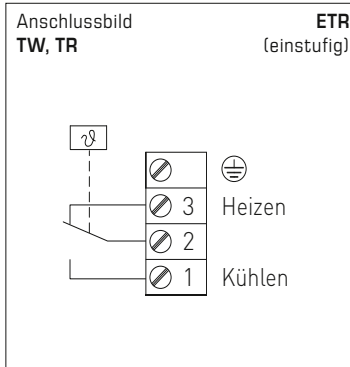 Anschlussbild ETR
TW, TR (einstufig)
ϑ
3 Heizen
2
1 Kühlen